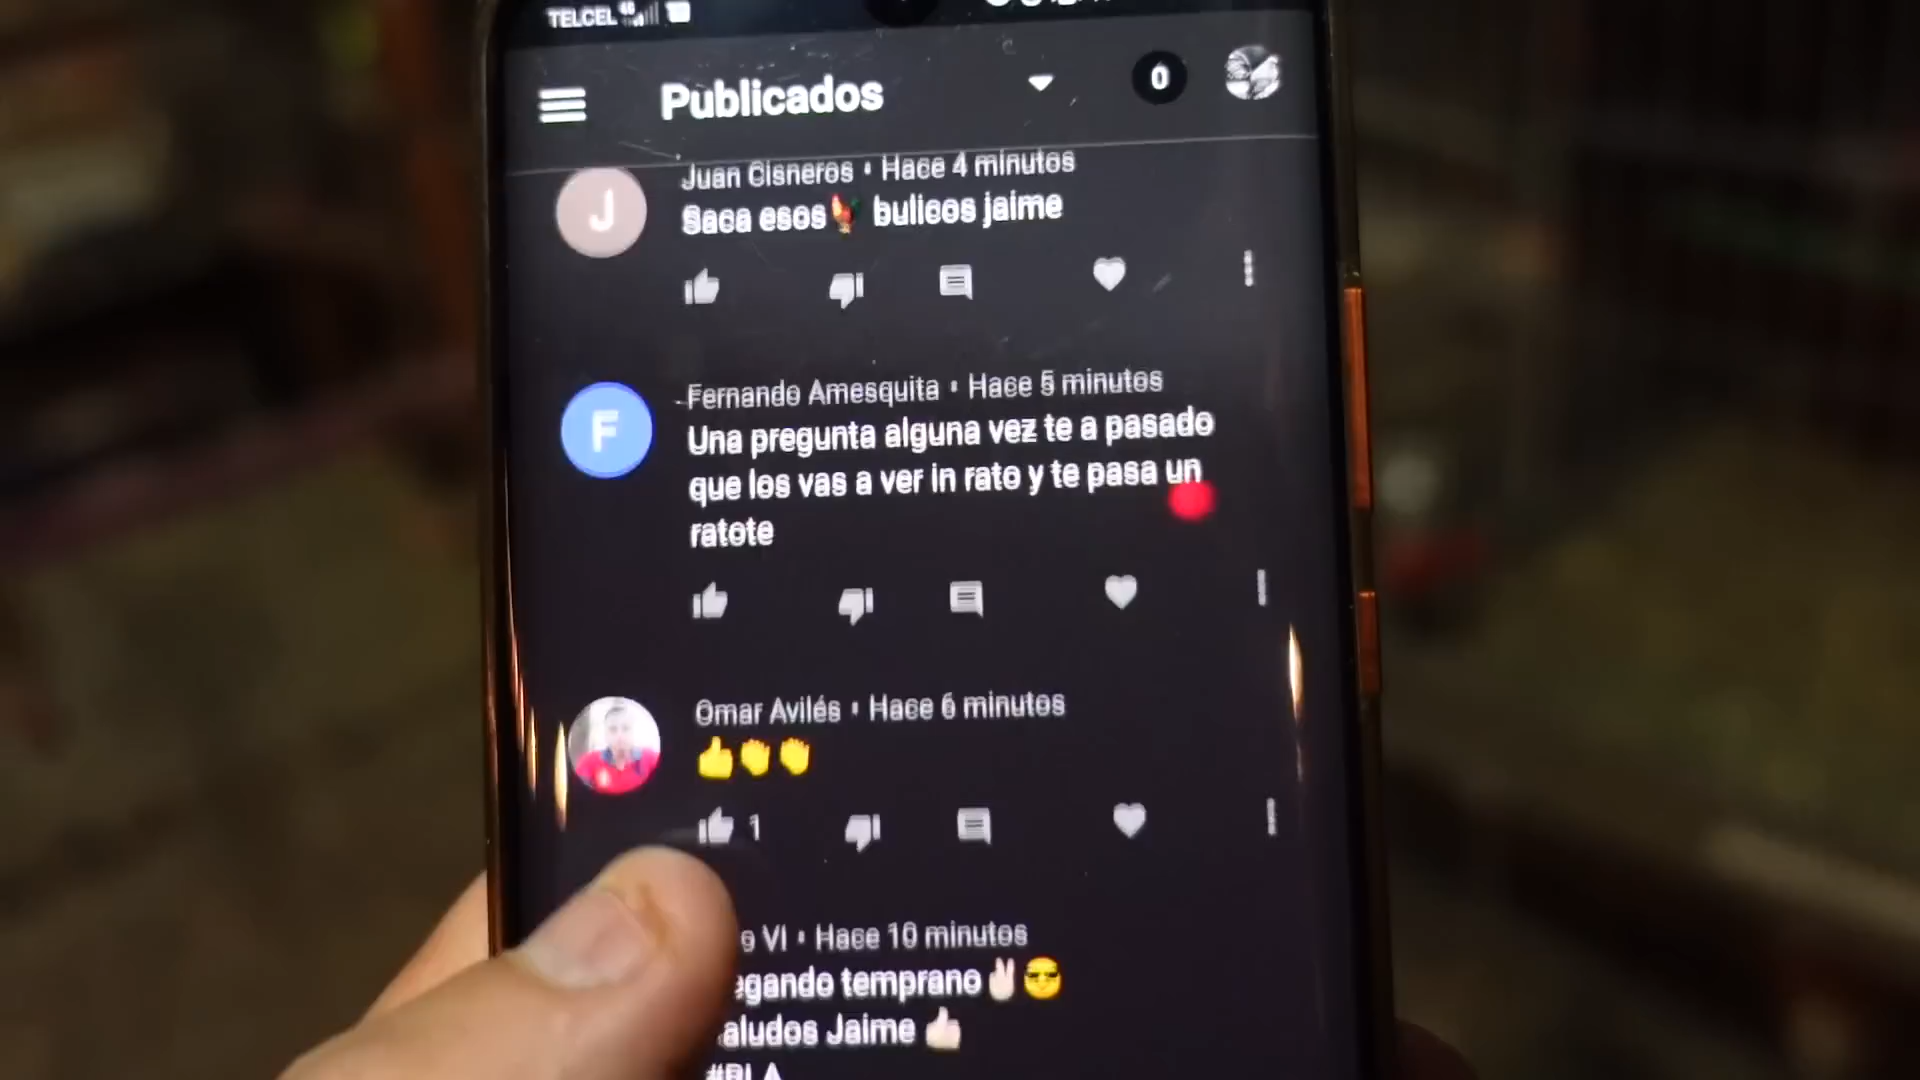 TELCEL
Publicados
0
Juan Cisneros • Hace 4 minutos
J
Saca esos🐓 bulicos jaime
Fernando Amesquita • Hace 5 minutos
F
Una pregunta alguna vez te a pasado
que los vas a ver in rato y te pasa un
ratote
Omar Avilés • Hace 6 minutos
👍👏👏
1
VI • Hace 10 minutos
egando temprano✌😎
aludos Jaime👍